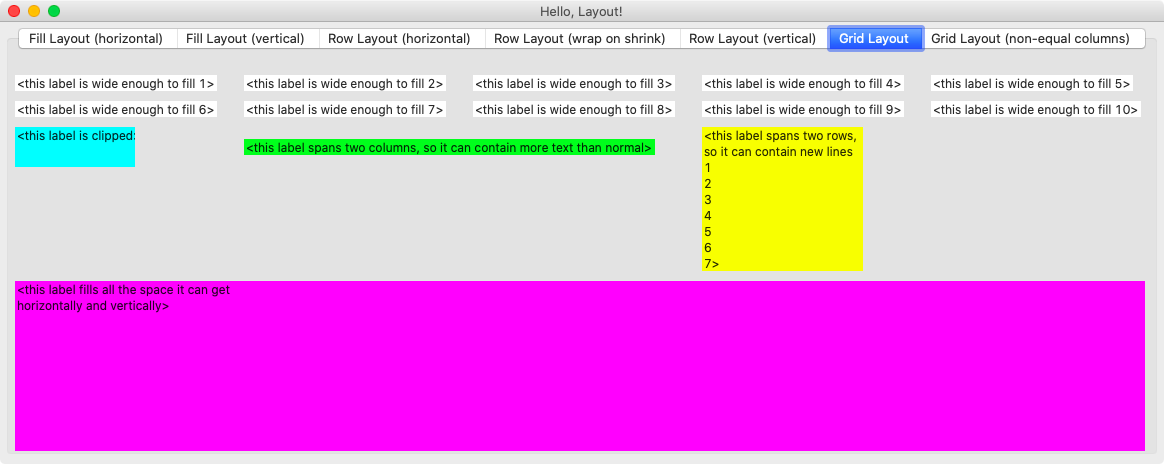 Hello, Layout!
Fill Layout (horizontal) Fill Layout (vertical) Row Layout (horizontal) Row Layout (wrap on shrink) Row Layout (vertical) Grid Layout Grid Layout (non-equal columns)
<this label is wide enough to fill 1> <this label is wide enough to fill 2> <this label is wide enough to fill 3> <this label is wide enough to fill 4> <this label is wide enough to fill 5>
<this label is wide enough to fill 6> <this label is wide enough to fill 7> <this label is wide enough to fill 8> <this label is wide enough to fill 9> <this label is wide enough to fill 10>
<this label is clipped:
<this label spans two columns, so it can contain more text than normal>
<this label spans two rows,
so it can contain new lines
1
2
3
4
5
6
7>
<this label fills all the space it can get
horizontally and vertically>